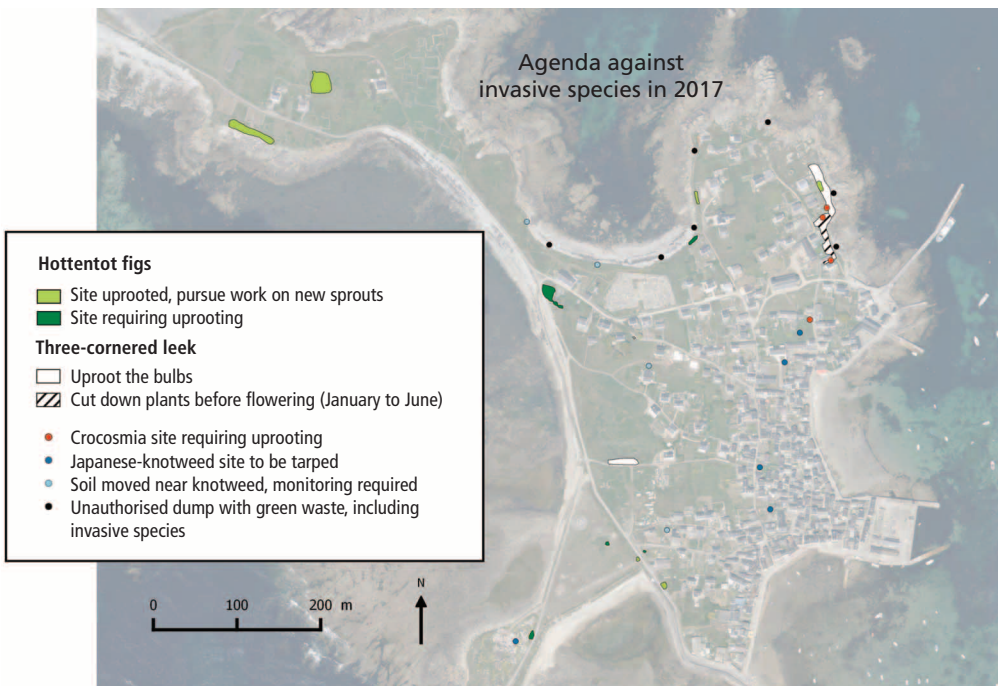 Agenda against
invasive species in 2017
Hottentot figs
Site uprooted, pursue work on new sprouts
Site requiring uprooting
Three-cornered leek
Uproot the bulbs
Cut down plants before flowering (January to June)
Crocosmia site requiring uprooting
Japanese-knotweed site to be tarped
Soil moved near knotweed, monitoring required
Unauthorised dump with green waste, including
invasive species
0 100 200 m
N